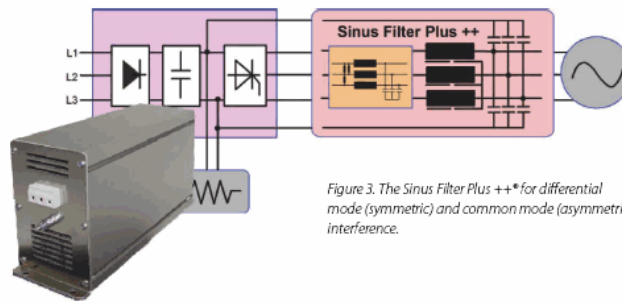 Sinus Filter Plus ++
L1
L2
L3
Figure 3. The Sinus Filter Plus ++® for differential
mode (symmetric) and common mode (asymmetri
interference.